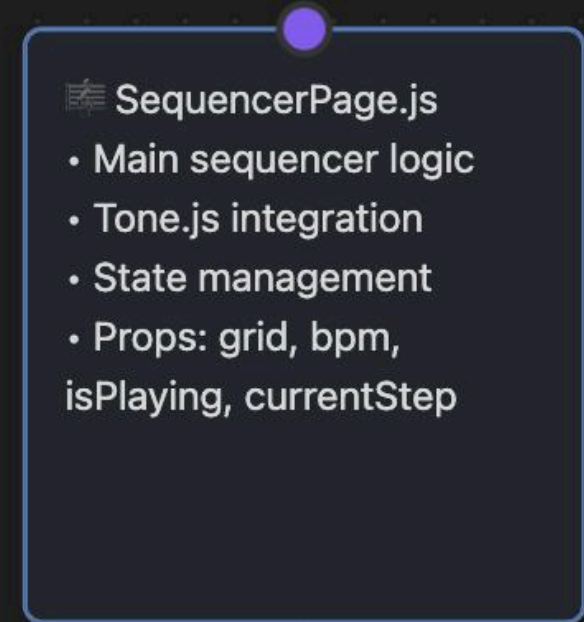 🎼 SequencerPage.js
• Main sequencer logic
• Tone.js integration
• State management
• Props: grid, bpm,
isPlaying, currentStep